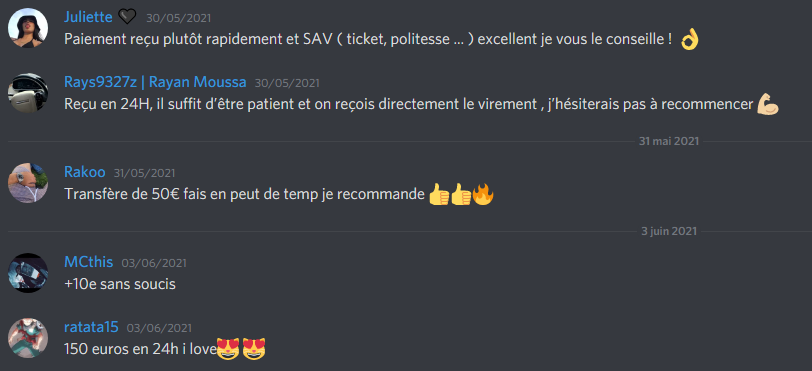 Juliette 🖤 30/05/2021
Paiement reçu plutôt rapidement et SAV ( ticket, politesse ... ) excellent je vous le conseille ! 👌
Rays9327z | Rayan Moussa 30/05/2021
Reçu en 24H, il suffit d'être patient et on reçois directement le virement , j'hésiterais pas à recommencer 💪
31 mai 2021
Rakoo 31/05/2021
Transfère de 50€ fais en peut de temp je recommande 👍👍🔥
3 juin 2021
MCthis 03/06/2021
+10e sans soucis
ratata15 03/06/2021
150 euros en 24h i love😻 😻